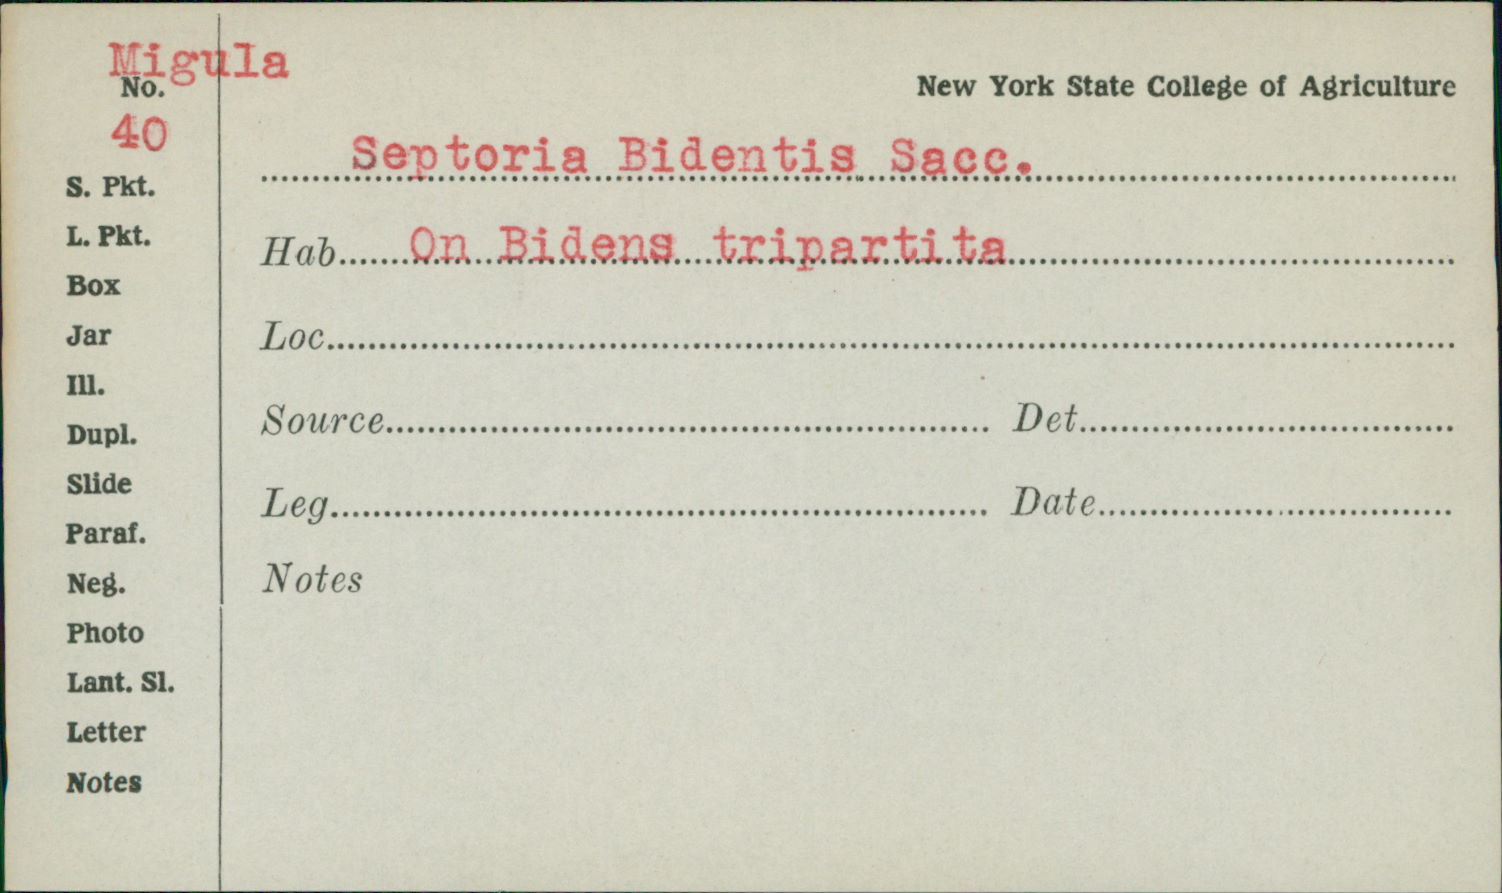 Migula
No.
40
New York State College of Agriculture
Septoria Bidentis Sacc.
S. Pkt.
L. Pkt.
Hab. On Bidens tripartita
Box
Jar
Loc.
Ill.
Dupl.
Source Det.
Slide
Leg. Date
Paraf.
Neg.
Notes
Photo
Lant. Sl.
Letter
Notes